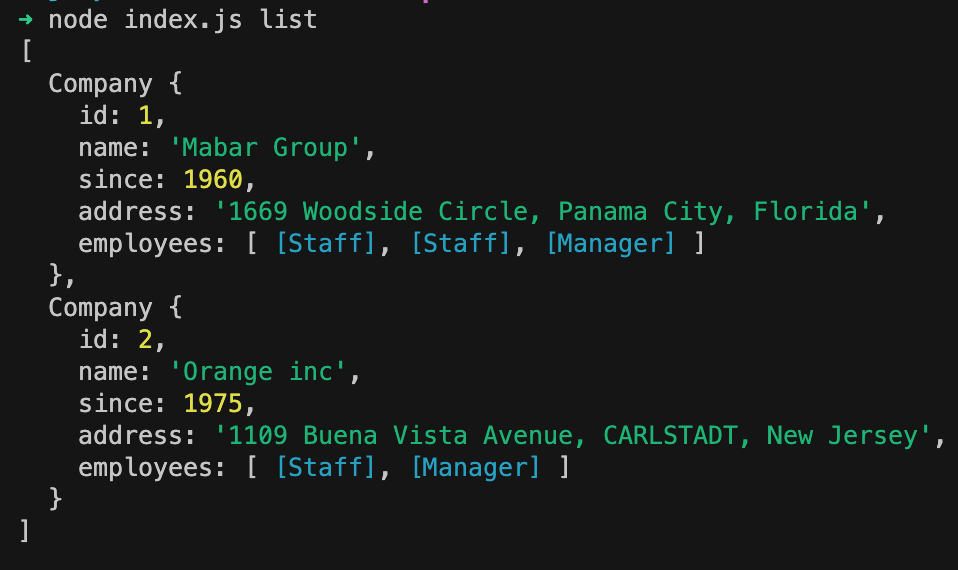 ➜ node index.js list
[
  Company {
    id: 1,
    name: 'Mabar Group',
    since: 1960,
    address: '1669 Woodside Circle, Panama City, Florida',
    employees: [ [Staff], [Staff], [Manager] ]
  },
  Company {
    id: 2,
    name: 'Orange inc',
    since: 1975,
    address: '1109 Buena Vista Avenue, CARLSTADT, New Jersey',
    employees: [ [Staff], [Manager] ]
  }
]